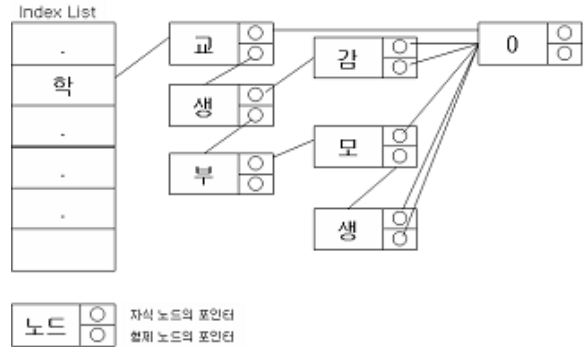 Index List
.
학
.
.
.
교
생
부
감
모
생
0
노드
자식 노드의 포인터
형제 노드의 포인터